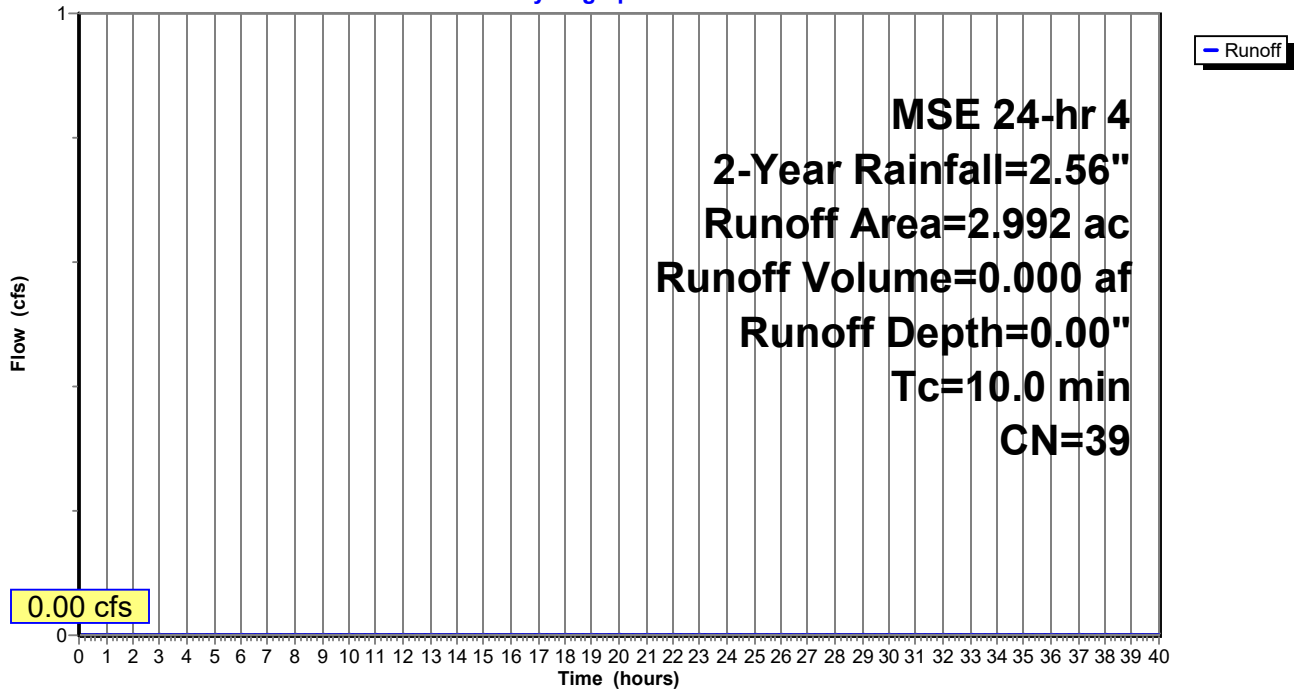 1
Runoff
MSE 24-hr 4
2-Year Rainfall=2.56"
Runoff Area=2.992 ac
Runoff Volume=0.000 af
Runoff Depth=0.00"
Tc=10.0 min
CN=39
Flow (cfs)
0.00 cfs
0
0 1 2 3 4 5 6 7 8 9 10 11 12 13 14 15 16 17 18 19 20 21 22 23 24 25 26 27 28 29 30 31 32 33 34 35 36 37 38 39 40
Time (hours)